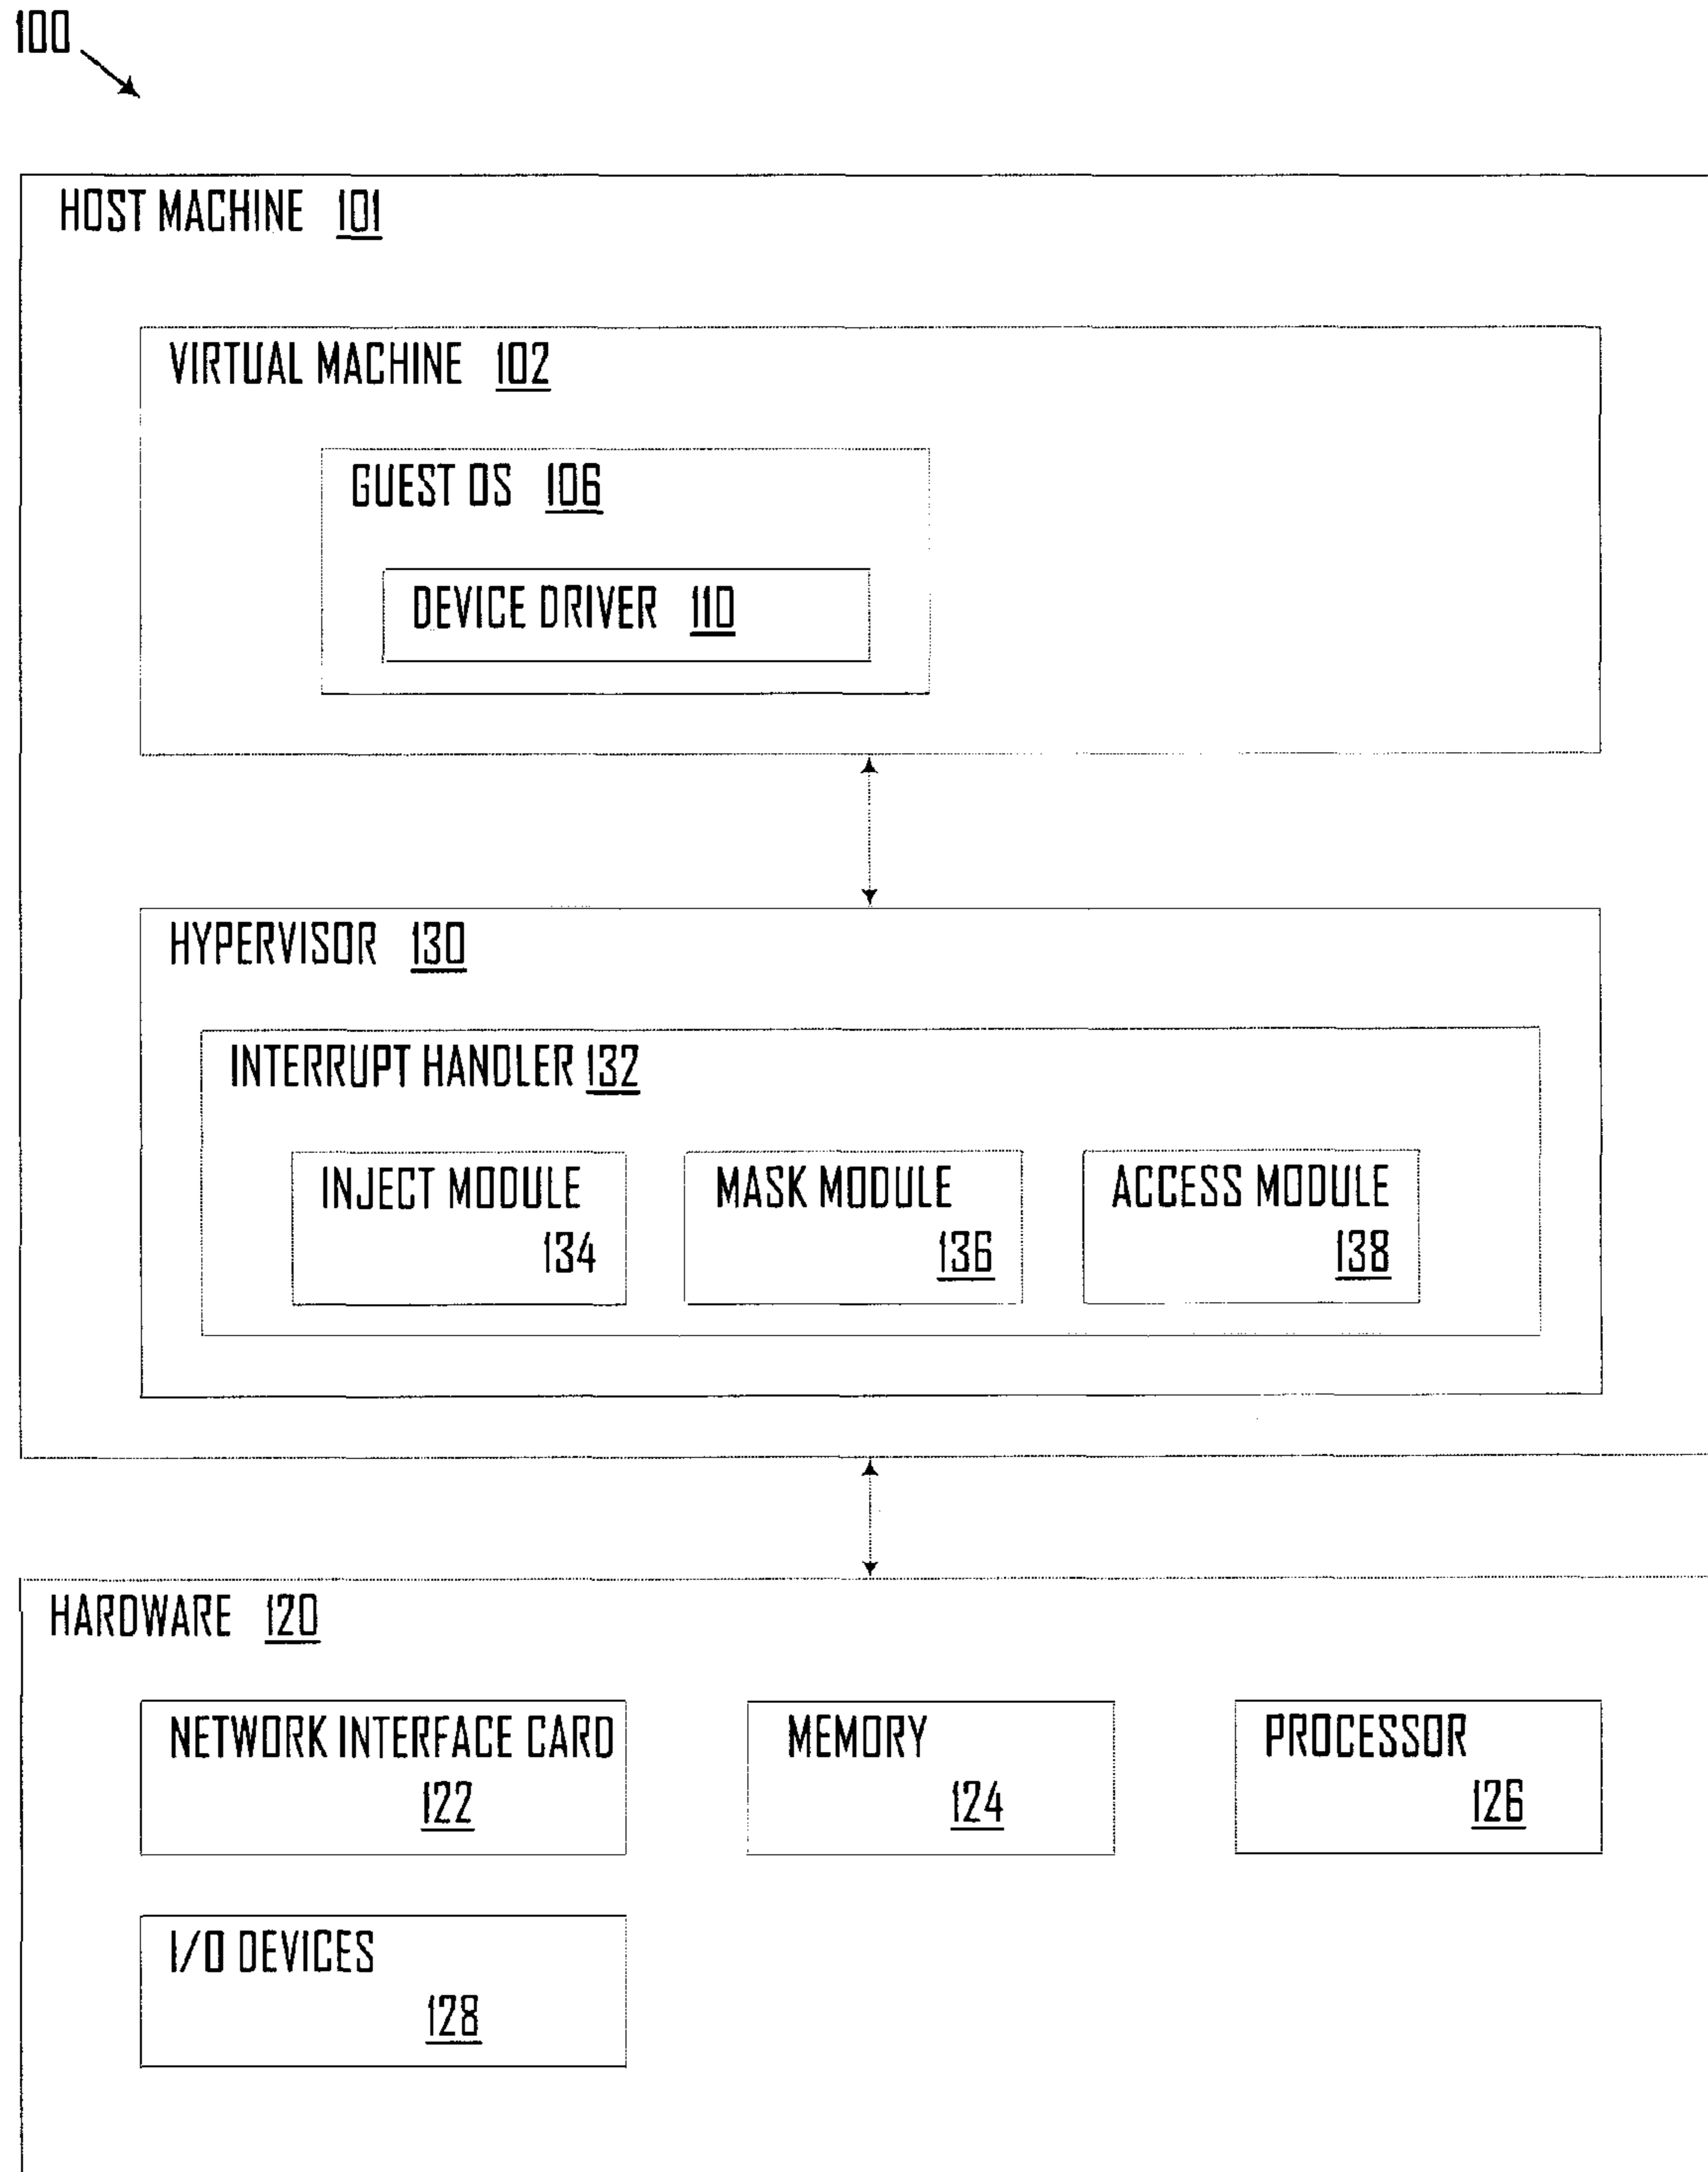 100
HOST MACHINE 101
VIRTUAL MACHINE 102
GUEST OS 106
DEVICE DRIVER 110
HYPERVISOR 130
INTERRUPT HANDLER 132
INJECT MODULE
134
MASK MODULE
136
ACCESS MODULE
138
HARDWARE 120
NETWORK INTERFACE CARD
122
MEMORY
124
PROCESSOR
126
I/O DEVICES
128